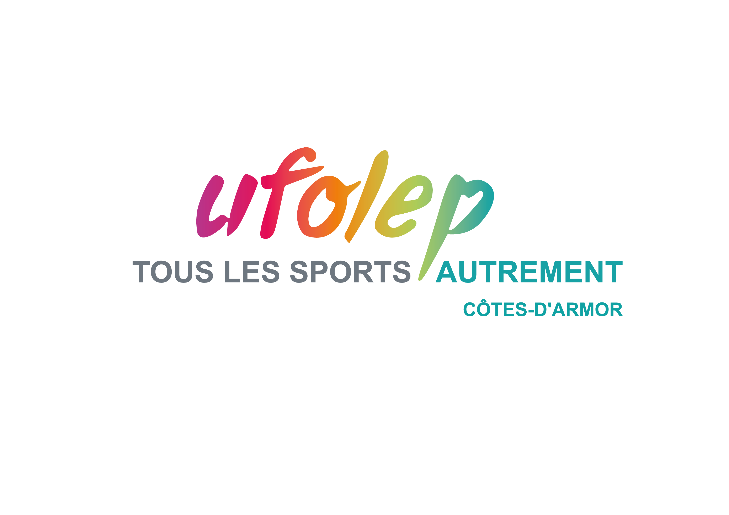 ufolep
TOUS LES SPORTS AUTREMENT
CÔTES-D'ARMOR